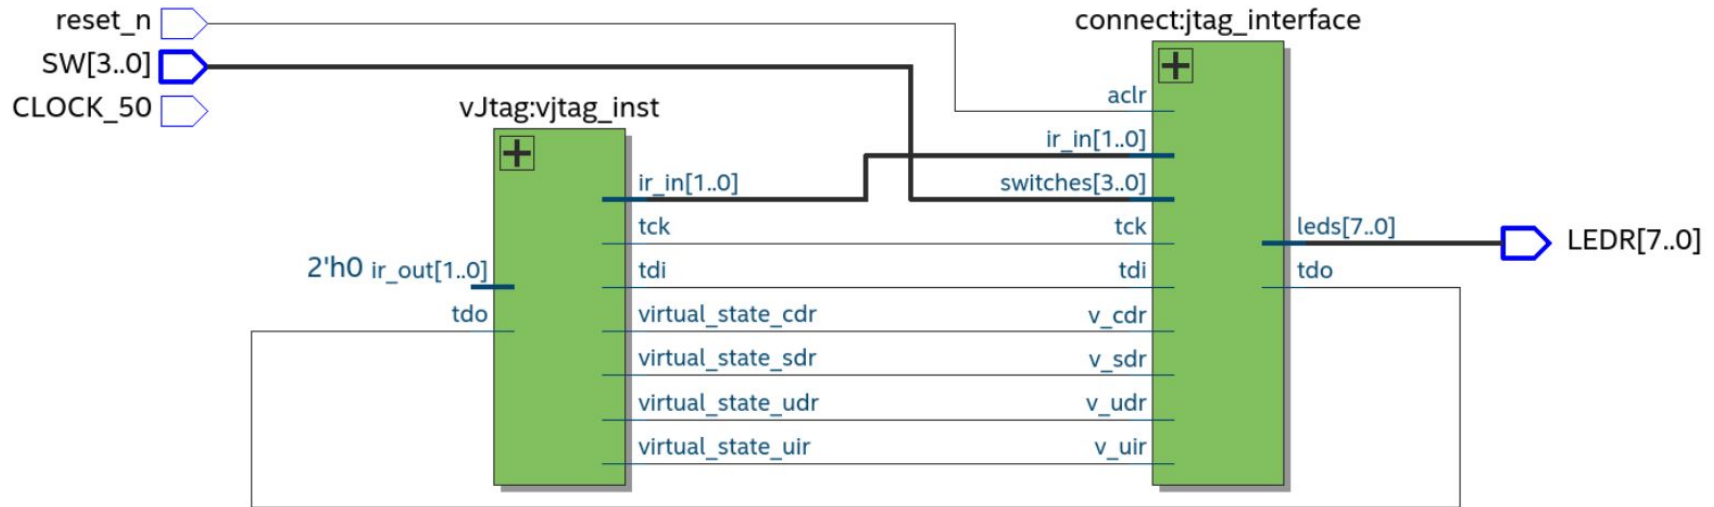 reset_n
SW[3..0]
CLOCK_50
vJtag:vjtag_inst
2'h0 ir_out[1..0]
tdo
ir_in[1..0]
tck
tdi
virtual_state_cdr
virtual_state_sdr
virtual_state_udr
virtual_state_uir
connect:jtag_interface
aclr
ir_in[1..0]
switches[3..0]
tck
tdi
v_cdr
v_sdr
v_udr
v_uir
leds[7..0]
tdo
LEDR[7..0]